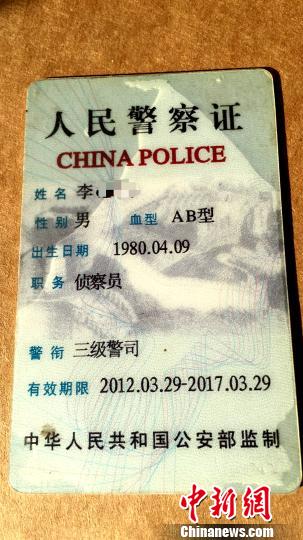 人民警察证
CHINA POLICE
姓名 李
性别 男 血型 AB型
出生日期 1980.04.09
职务 侦察员
警衔 三级警司
有效期限 2012.03.29-2017.03.29
中华人民共和国公安部监制
中新网
Chinanews.com